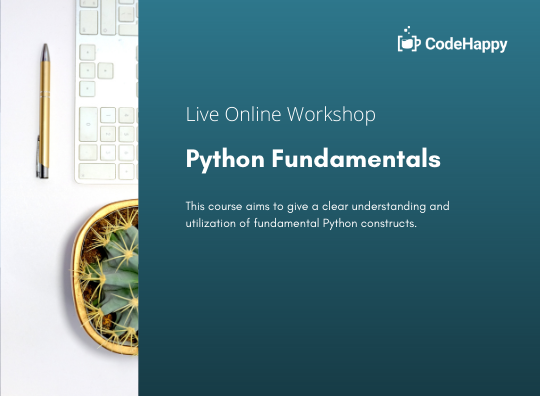 CodeHappy
Live Online Workshop
Python Fundamentals
This course aims to give a clear understanding and
utilization of fundamental Python constructs.